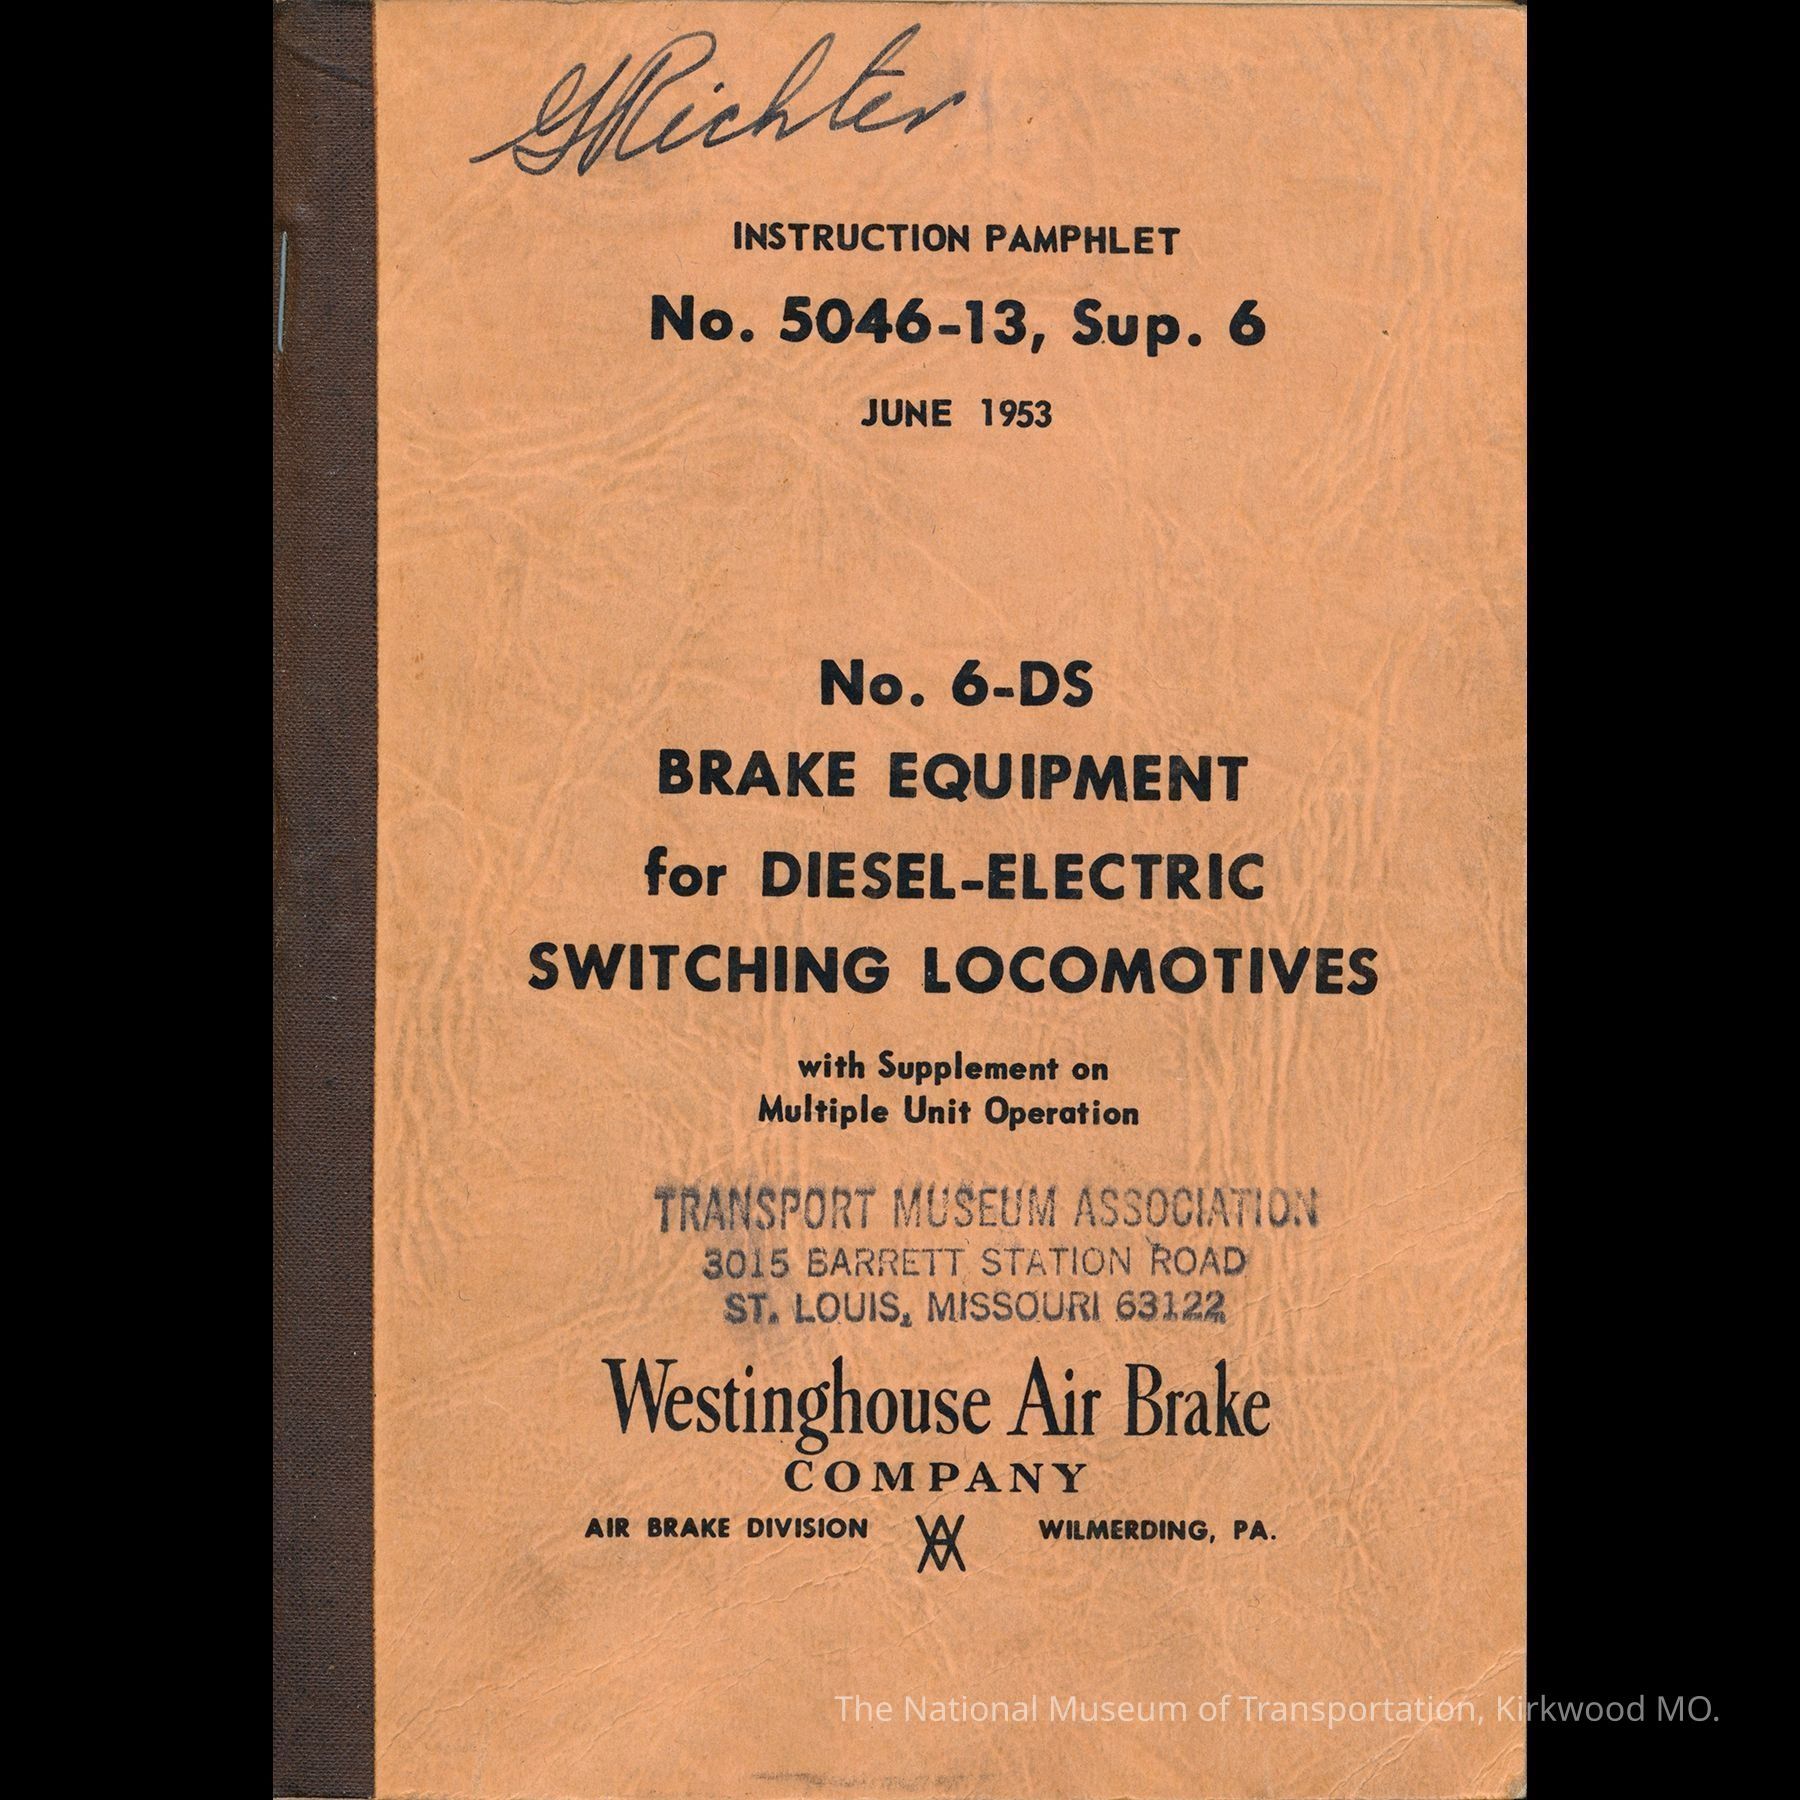 GRichter
INSTRUCTION PAMPHLET
No. 5046-13, Sup. 6
JUNE 1953
No. 6-DS
BRAKE EQUIPMENT
for DIESEL-ELECTRIC
SWITCHING LOCOMOTIVES
with Supplement on
Multiple Unit Operation
TRANSPORT MUSEUM ASSOCIATION
3015 BARRETT STATION ROAD
ST. LOUIS, MISSOURI 63122
Westinghouse Air Brake
COMPANY
AIR BRAKE DIVISION WILMERDING, PA.
The National Museum of Transportation, Kirkwood MO.